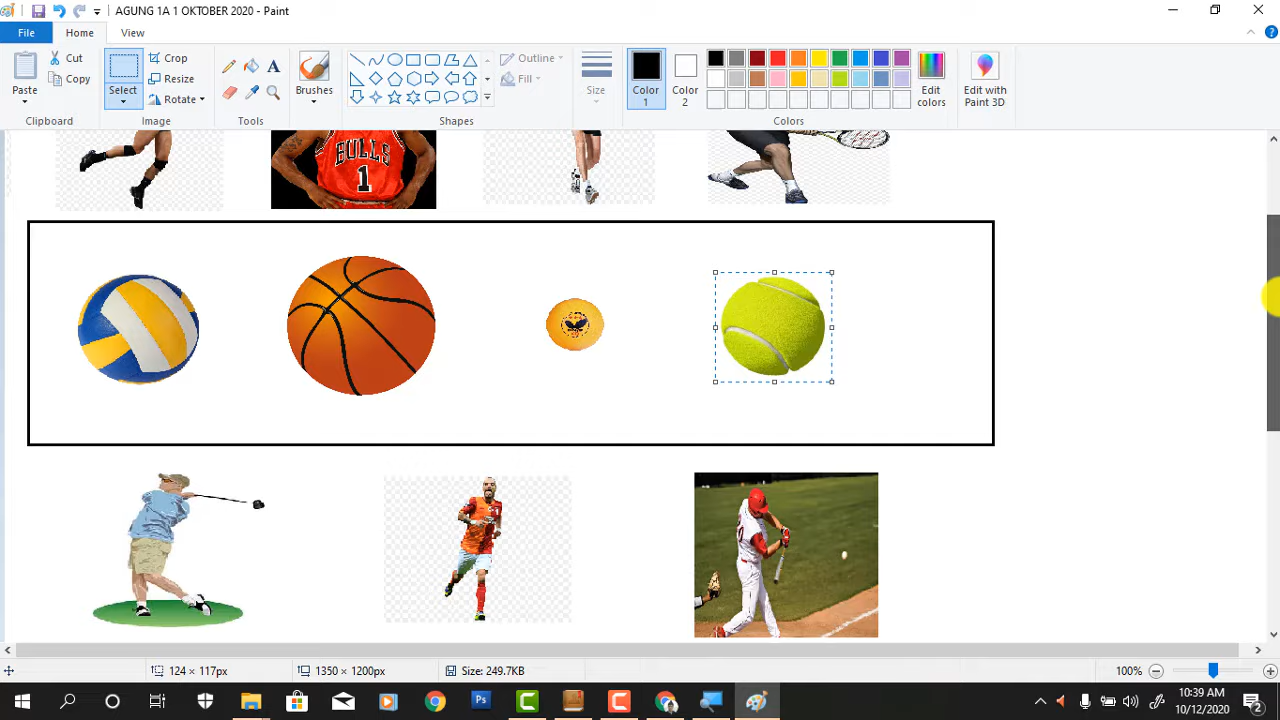 AGUNG 1A 1 OKTOBER 2020 - Paint
File
Home
View
Paste
Cut
Copy
Clipboard
Select
Crop
Resize
Rotate
Image
A
Tools
Brushes
Outline
Fill
Shapes
Size
Color
1
Color
2
Edit
colors
Colors
Edit with
Paint 3D
BULLS
1
124 × 117px
1350 × 1200px
Size: 249.7KB
100%
Ps
10:39 AM
10/12/2020
2